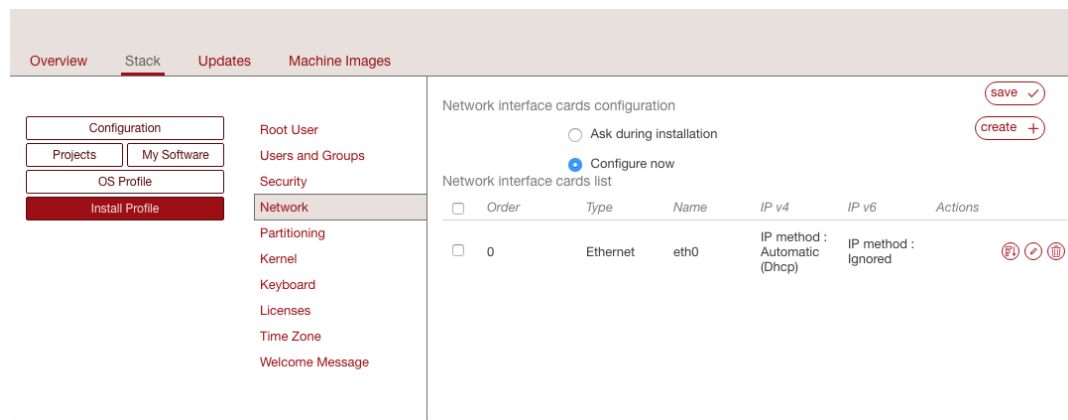 Overview Stack Updates Machine Images
Configuration
Projects My Software
OS Profile
Install Profile
Root User
Users and Groups
Security
Network
Partitioning
Kernel
Keyboard
Licenses
Time Zone
Welcome Message
save
Network interface cards configuration
create +
Ask during installation
Configure now
Network interface cards list
Order Type Name IP v4 IP v6 Actions
0 Ethernet eth0 IP method :
Automatic
(Dhcp) IP method :
Ignored